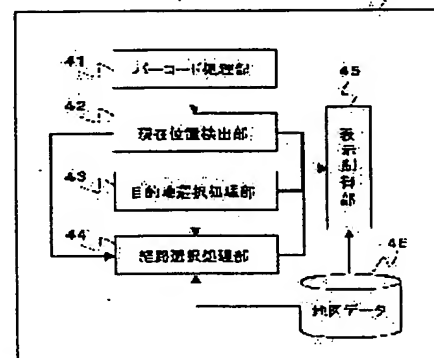 41
バーコード処理部
42
現在位置検出部
43
目的地選択処理部
44
経路選択処理部
45
表示制御部
46
地図データ